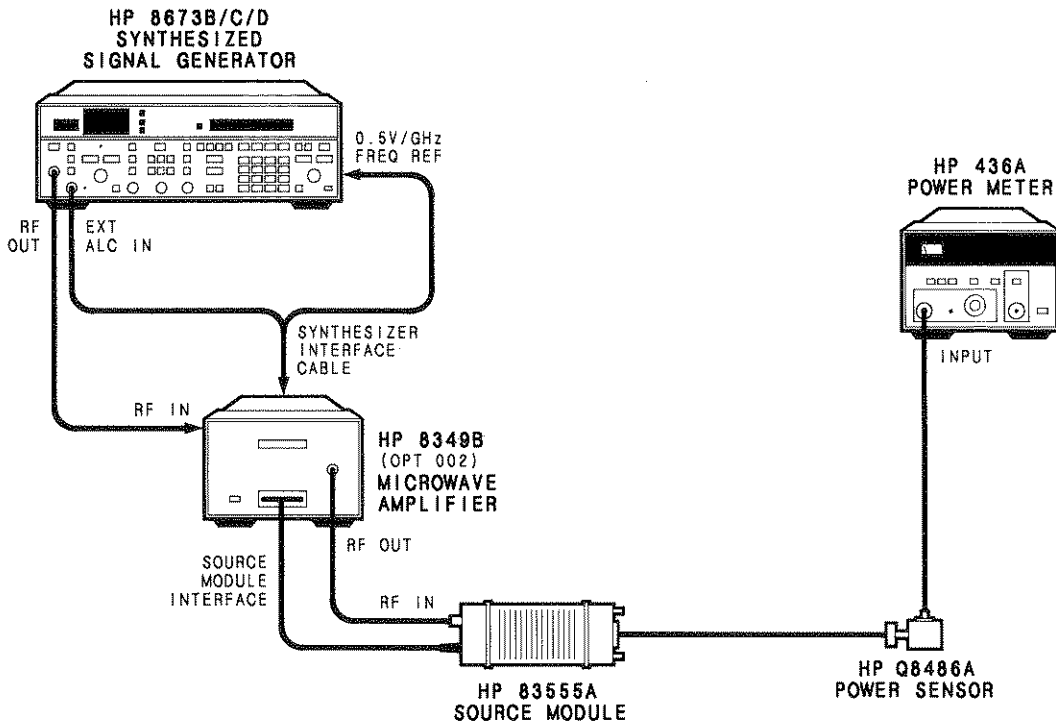 HP 8673B/C/D
SYNTHESIZED
SIGNAL GENERATOR
0.5V/GHz
FREQ REF
HP 436A
POWER METER
RF
OUT
EXT
ALC IN
SYNTHESIZER
INTERFACE
CABLE
INPUT
RF IN
HP 8349B
(OPT 002)
MICROWAVE
AMPLIFIER
RF OUT
SOURCE
MODULE
INTERFACE
RF IN
HP 83555A
SOURCE MODULE
HP Q8486A
POWER SENSOR